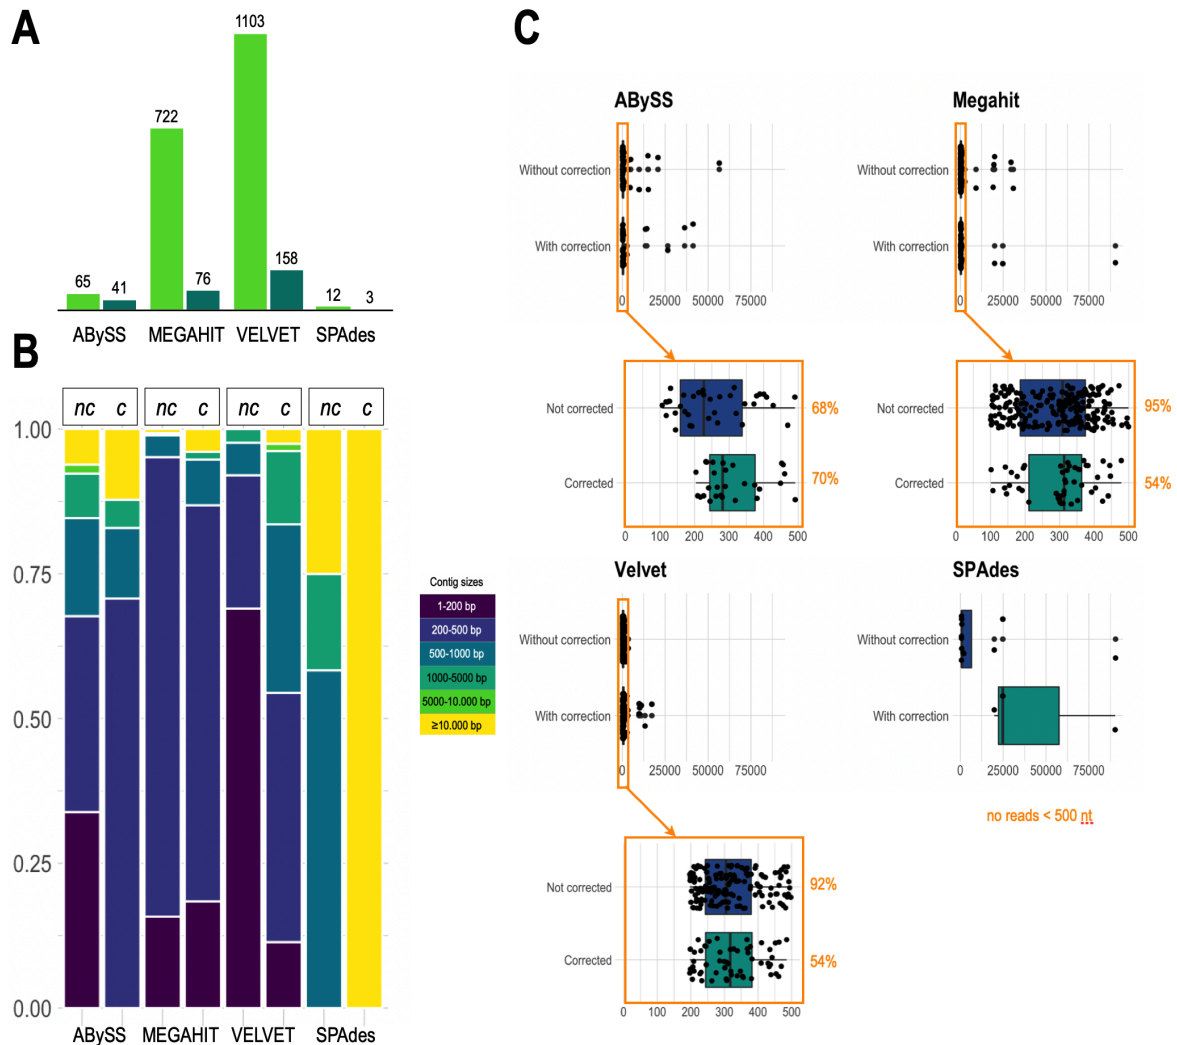 A
1103
722
158
65
41
76
12
3
ABySS MEGAHIT VELVET SPAdes
B
nc c nc c nc c nc c
1.00
0.75
0.50
0.25
0.00
ABySS MEGAHIT VELVET SPAdes
Contig sizes
1-200 bp
200-500 bp
500-1000 bp
1000-5000 bp
5000-10.000 bp
≥10.000 bp
C
ABySS
Without correction
With correction
0 25000 50000 75000
Not corrected
68%
Corrected
70%
0 100 200 300 400 500
Megahit
Without correction
With correction
0 25000 50000 75000
Not corrected
95%
Corrected
54%
0 100 200 300 400 500
Velvet
Without correction
With correction
0 25000 50000 75000
Not corrected
92%
Corrected
54%
0 100 200 300 400 500
SPAdes
Without correction
With correction
0 25000 50000 75000
no reads < 500 nt